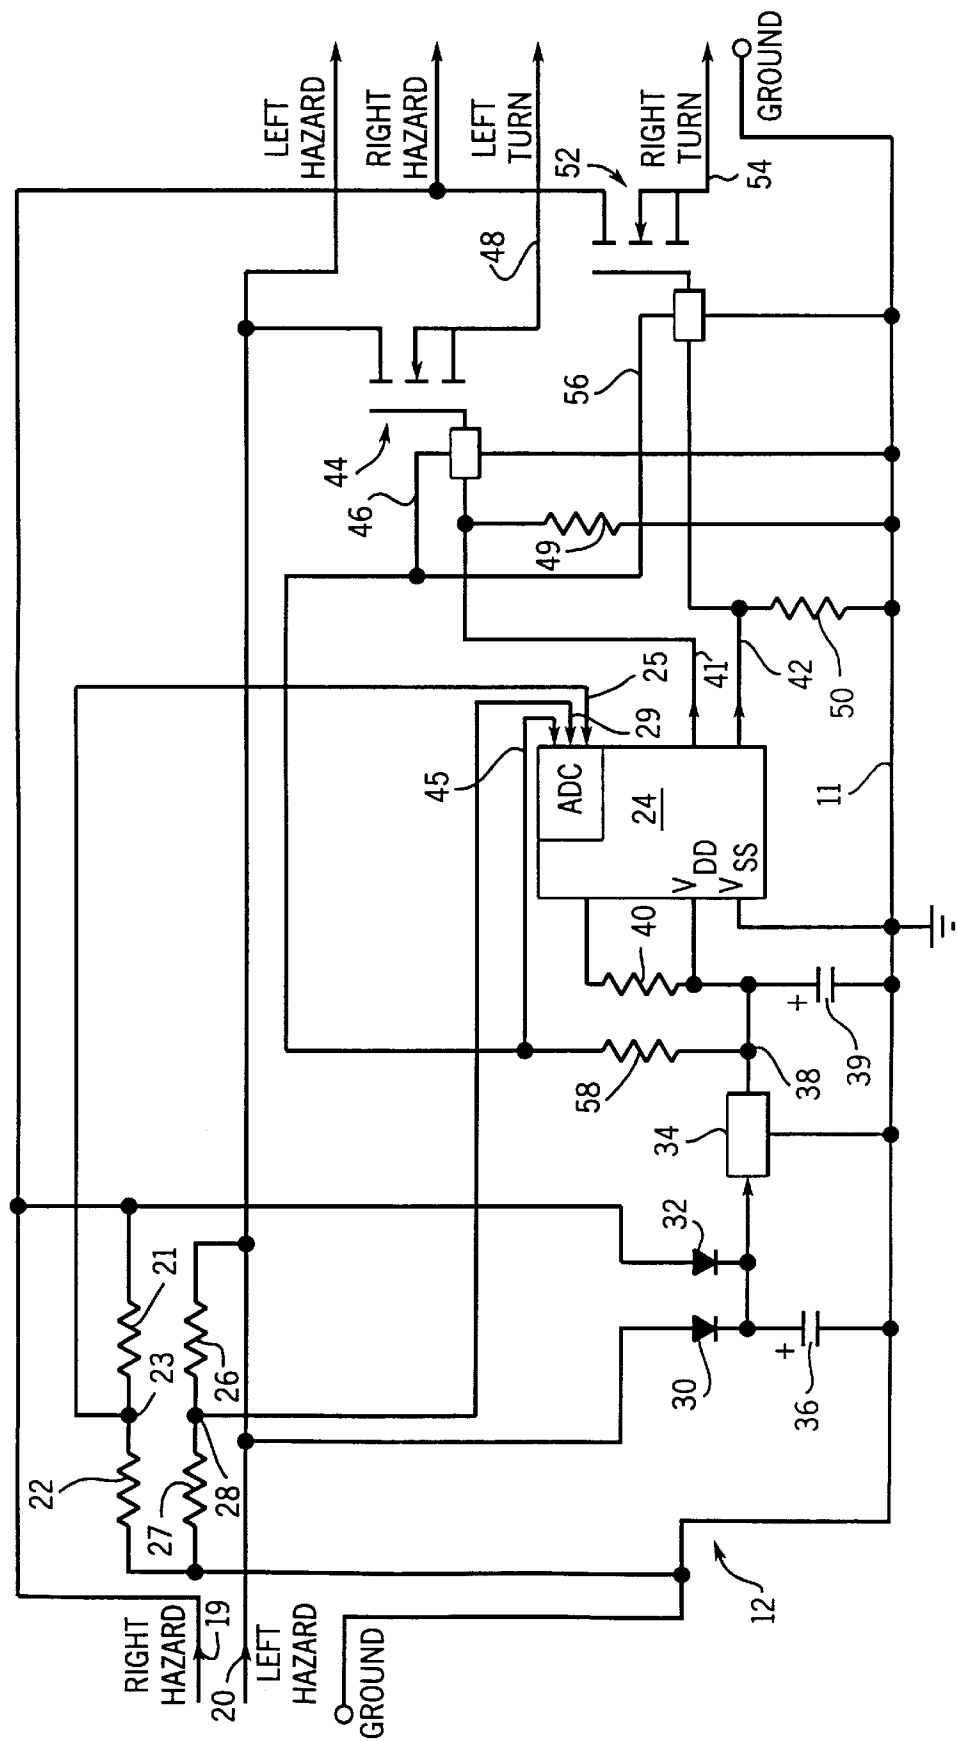 LEFT
HAZARD
RIGHT
HAZARD
LEFT
TURN
RIGHT
TURN
GROUND
52
54
48
44
46
56
49
50
41
42
25
29
45
ADC
24
VDD
VSS
11
40
58
38
39
34
32
30
+
36
+
21
23
22
26
27
28
RIGHT
HAZARD
19
20
LEFT
HAZARD
GROUND
12